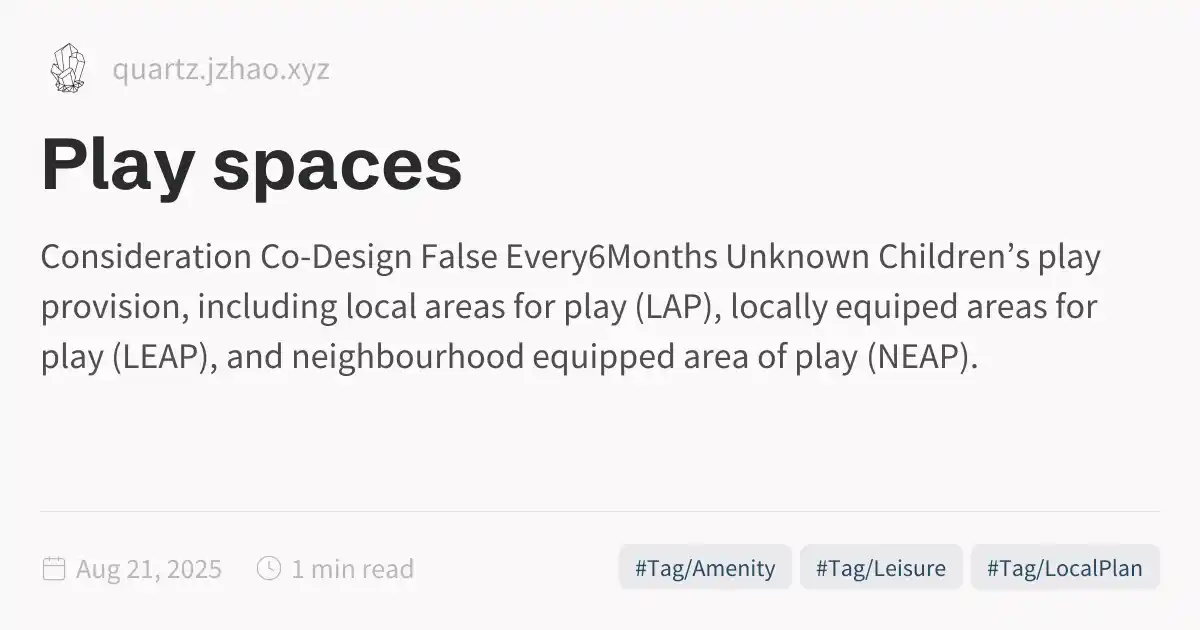 quartz.jzhao.xyz
Play spaces
Consideration Co-Design False Every6Months Unknown Children’s play
provision, including local areas for play (LAP), locally equiped areas for
play (LEAP), and neighbourhood equipped area of play (NEAP).
Aug 21, 2025 1 min read #Tag/Amenity #Tag/Leisure #Tag/LocalPlan